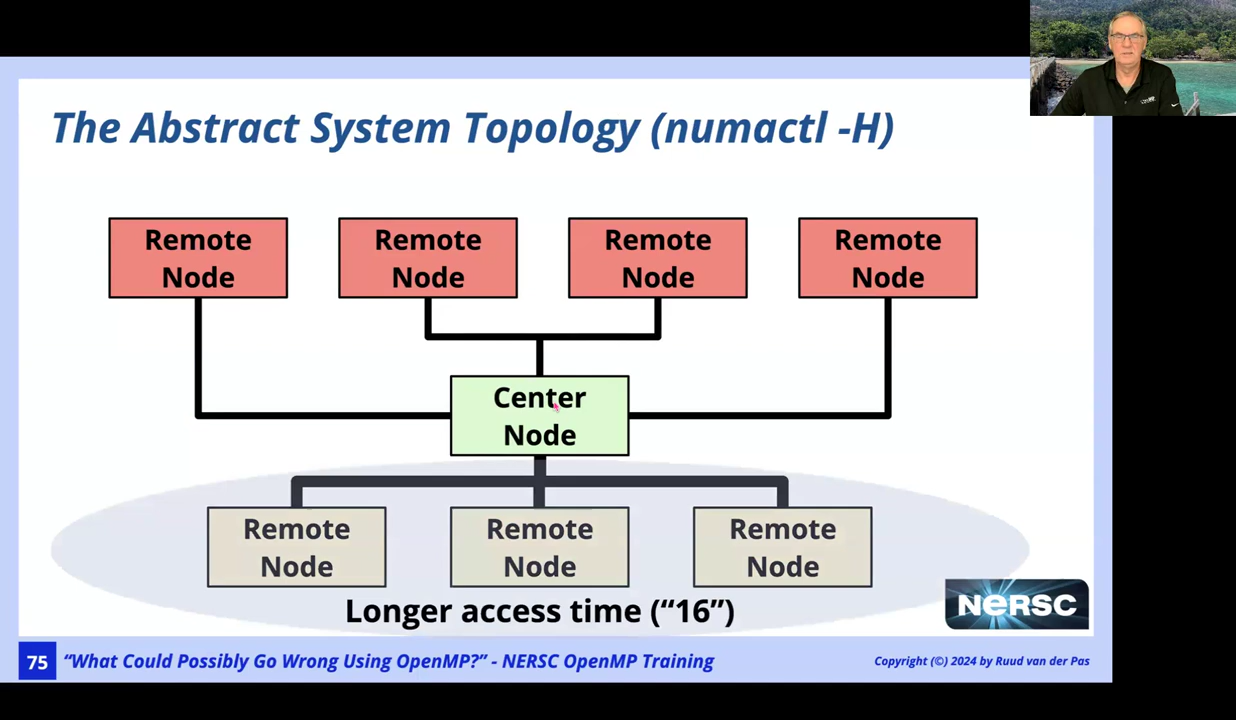 The Abstract System Topology (numactl -H)
Remote
Node
Remote
Node
Remote
Node
Remote
Node
Center
Node
Remote
Node
Remote
Node
Remote
Node
Longer access time (“16”)
NERSC
75
“What Could Possibly Go Wrong Using OpenMP?” - NERSC OpenMP Training
Copyright (©) 2024 by Ruud van der Pas